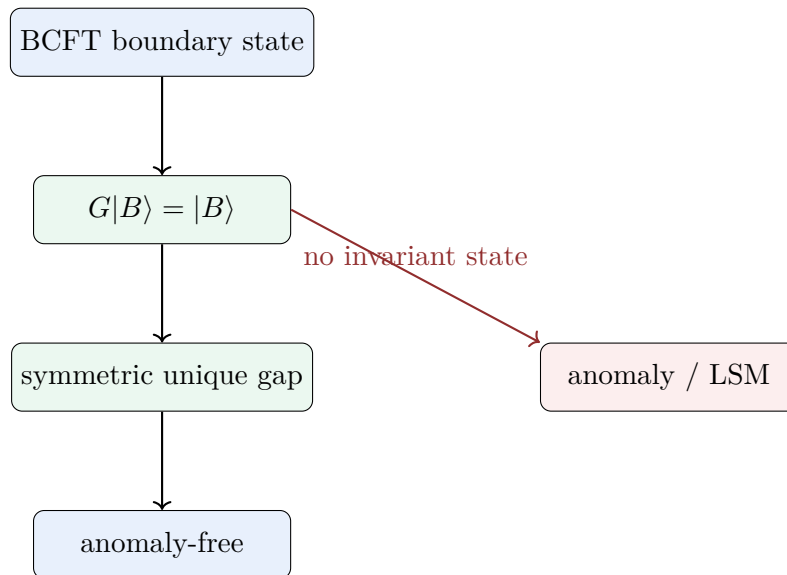 BCFT boundary state
G|B⟩ = |B⟩
no invariant state
symmetric unique gap
anomaly / LSM
anomaly-free